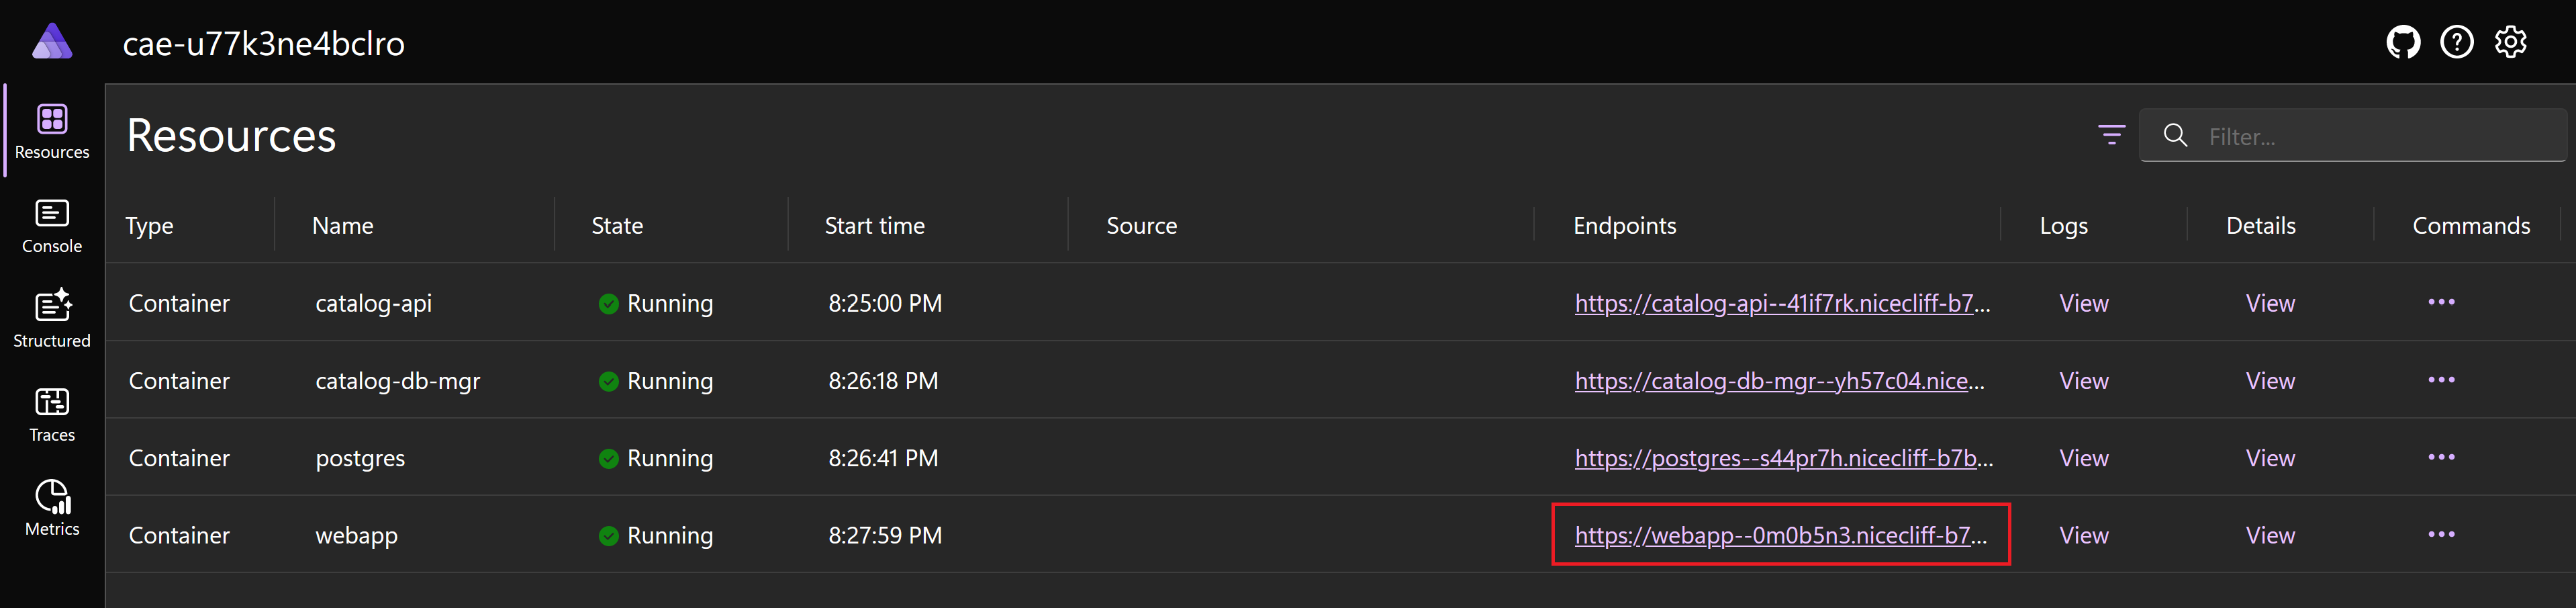 cae-u77k3ne4bclro
Resources
Console
Structured
Traces
Metrics
Resources
Filter...
Type Name State Start time Source Endpoints Logs Details Commands
Container catalog-api Running 8:25:00 PM https://catalog-api--41if7rk.nicecliff-b7... View View ...
Container catalog-db-mgr Running 8:26:18 PM https://catalog-db-mgr--yh57c04.nice... View View ...
Container postgres Running 8:26:41 PM https://postgres--s44pr7h.nicecliff-b7b... View View ...
Container webapp Running 8:27:59 PM https://webapp--0m0b5n3.nicecliff-b7... View View ...